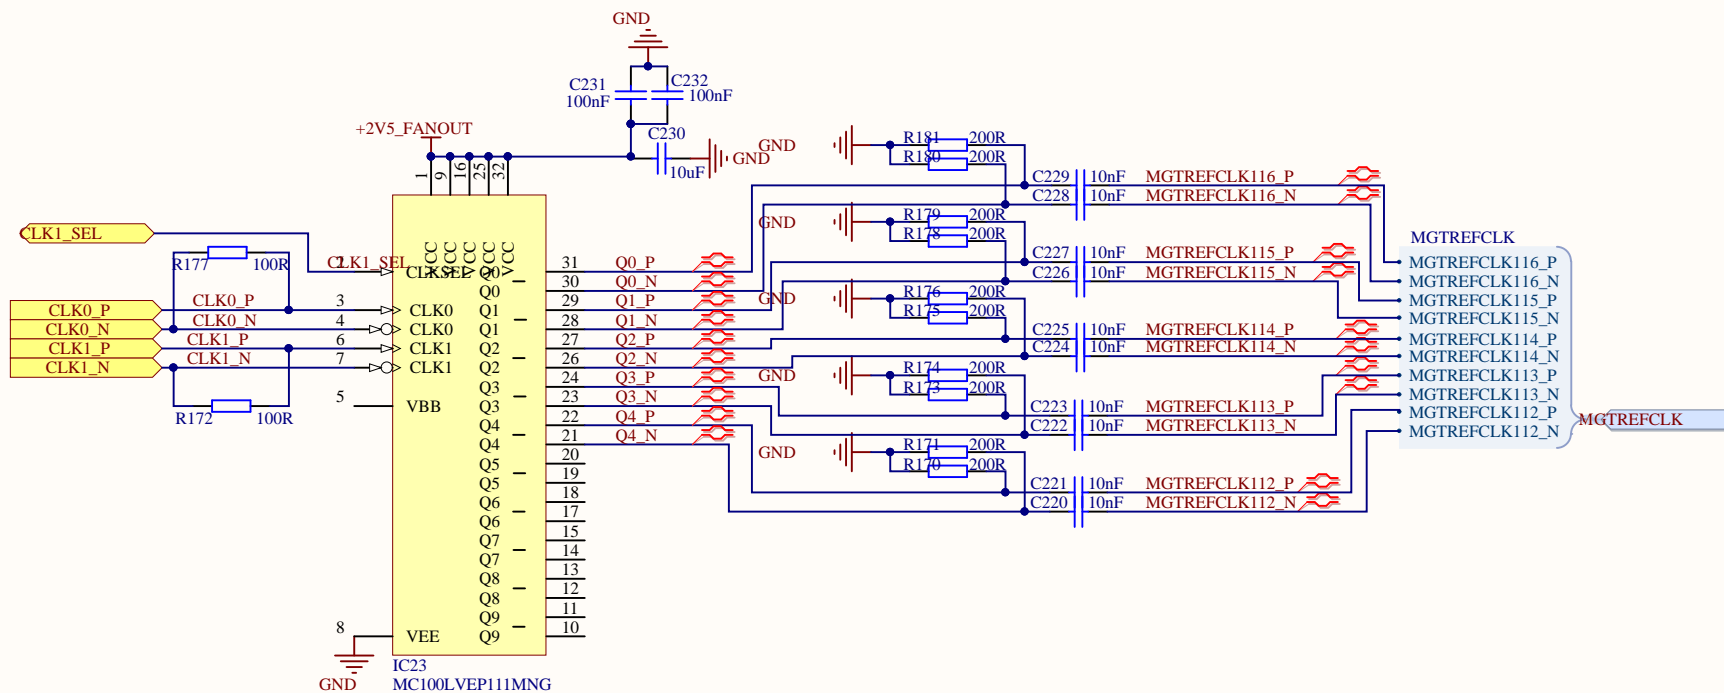 GND
C231
100nF
C232
100nF
+2V5_FANOUT
C230
10uF
GND
1
9
16
25
32
CLK1_SEL
R177
100R
CLK1_SEL
2
CLKSEL
VCC
VCC
VCC
VCC
VCC
CLK0_P
CLK0_P
3
CLK0
CLK0_N
CLK0_N
4
CLK0
CLK1_P
CLK1_P
6
CLK1
CLK1_N
CLK1_N
7
CLK1
R172
100R
5
VBB
8
VEE
GND
IC23
MC100LVEP111MNG
Q0
31
Q0_P
Q0
30
Q0_N
Q1
29
Q1_P
Q1
28
Q1_N
Q2
27
Q2_P
Q2
26
Q2_N
Q3
24
Q3_P
Q3
23
Q3_N
Q4
22
Q4_P
Q4
21
Q4_N
Q5
20
Q5
19
Q6
18
Q6
17
Q7
15
Q7
14
Q8
13
Q8
12
Q9
11
Q9
10
GND
R181
200R
R180
200R
C229
10nF
MGTREFCLK116_P
C228
10nF
MGTREFCLK116_N
GND
R179
200R
R178
200R
C227
10nF
MGTREFCLK115_P
C226
10nF
MGTREFCLK115_N
GND
R176
200R
R175
200R
C225
10nF
MGTREFCLK114_P
C224
10nF
MGTREFCLK114_N
GND
R174
200R
R173
200R
C223
10nF
MGTREFCLK113_P
C222
10nF
MGTREFCLK113_N
GND
R171
200R
R170
200R
C221
10nF
MGTREFCLK112_P
C220
10nF
MGTREFCLK112_N
MGTREFCLK
MGTREFCLK116_P
MGTREFCLK116_N
MGTREFCLK115_P
MGTREFCLK115_N
MGTREFCLK114_P
MGTREFCLK114_N
MGTREFCLK113_P
MGTREFCLK113_N
MGTREFCLK112_P
MGTREFCLK112_N
MGTREFCLK